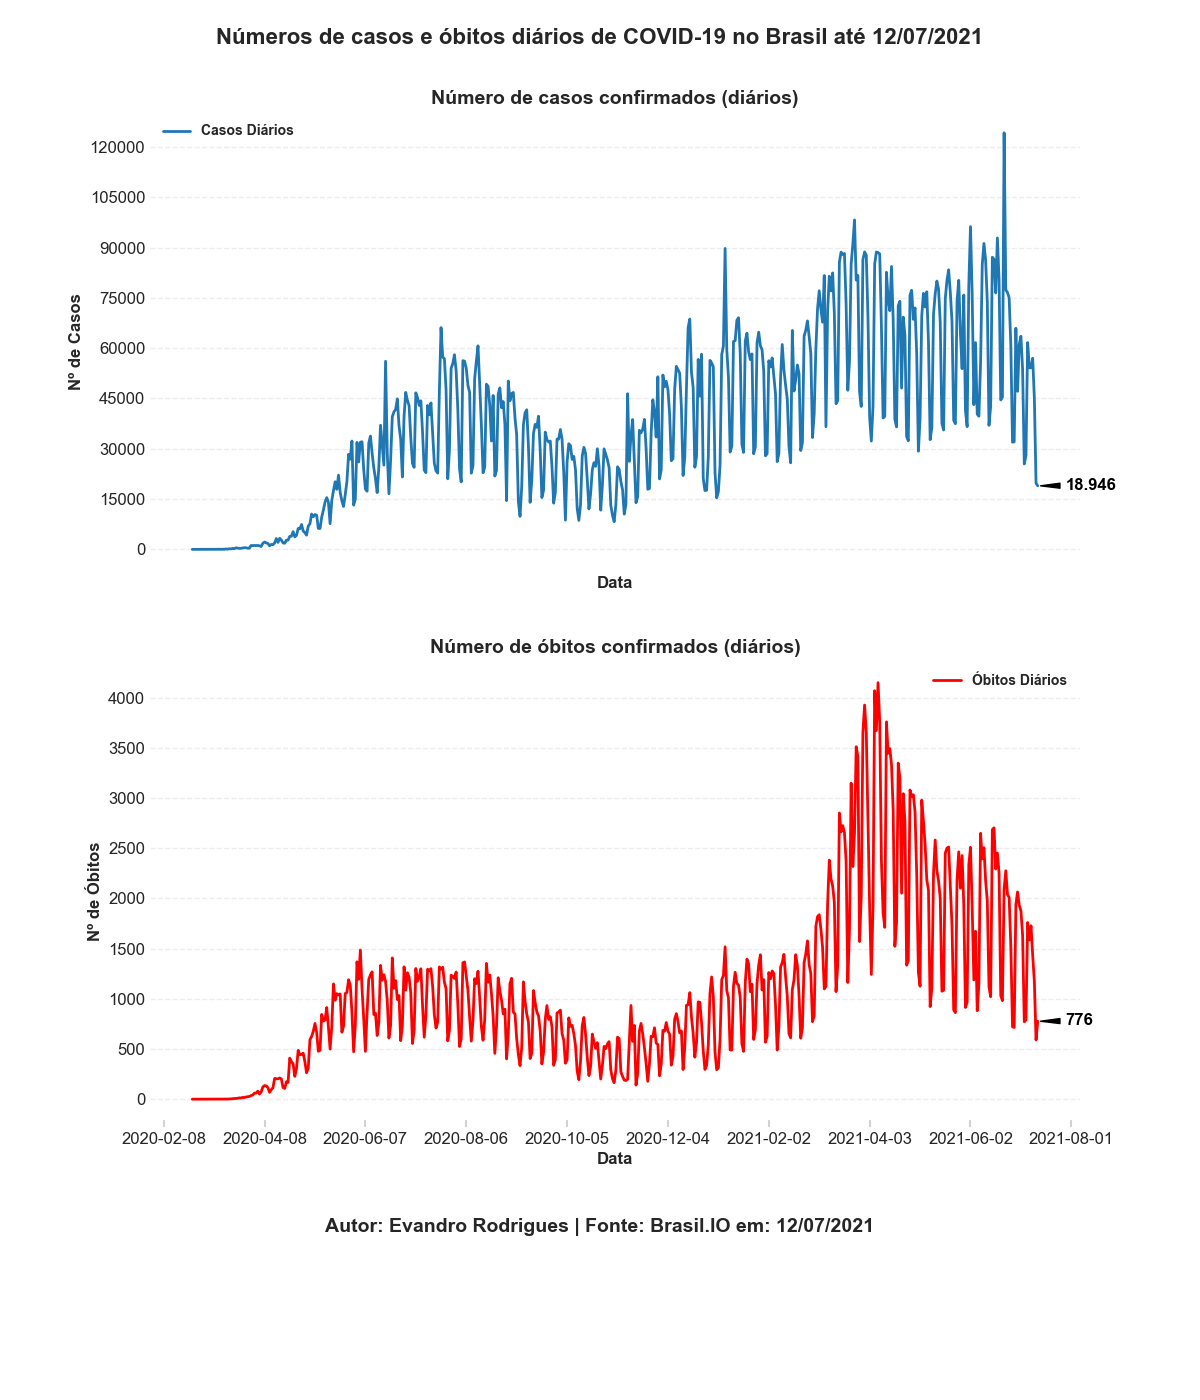 Números de casos e óbitos diários de COVID-19 no Brasil até 12/07/2021
Número de casos confirmados (diários)
Casos Diários
120000
105000
90000
75000
60000
45000
30000
15000
0
Nº de Casos
18.946
Data
Número de óbitos confirmados (diários)
Óbitos Diários
4000
3500
3000
2500
2000
1500
1000
500
0
Nº de Óbitos
776
2020-02-08 2020-04-08 2020-06-07 2020-08-06 2020-10-05 2020-12-04 2021-02-02 2021-04-03 2021-06-02 2021-08-01
Data
Autor: Evandro Rodrigues | Fonte: Brasil.IO em: 12/07/2021